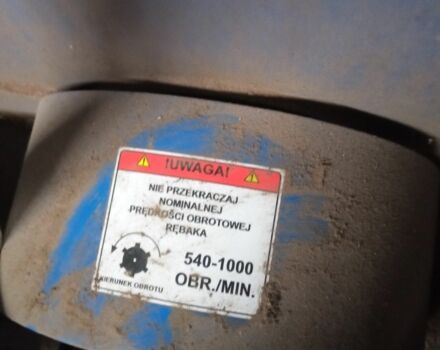 !UWAGA!
NIE PRZEKRACZAJ
NOMINALNEJ
PRĘDKOŚCI OBROTOWEJ
RĘBAKA
540-1000
OBR./MIN.
KIERUNEK OBROTU